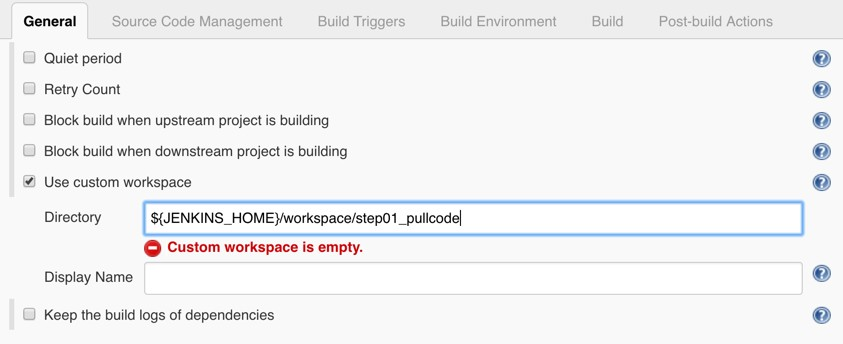 General Source Code Management Build Triggers Build Environment Build Post-build Actions
Quiet period
Retry Count
Block build when upstream project is building
Block build when downstream project is building
Use custom workspace
Directory ${JENKINS_HOME}/workspace/step01_pullcode
Custom workspace is empty.
Display Name
Keep the build logs of dependencies